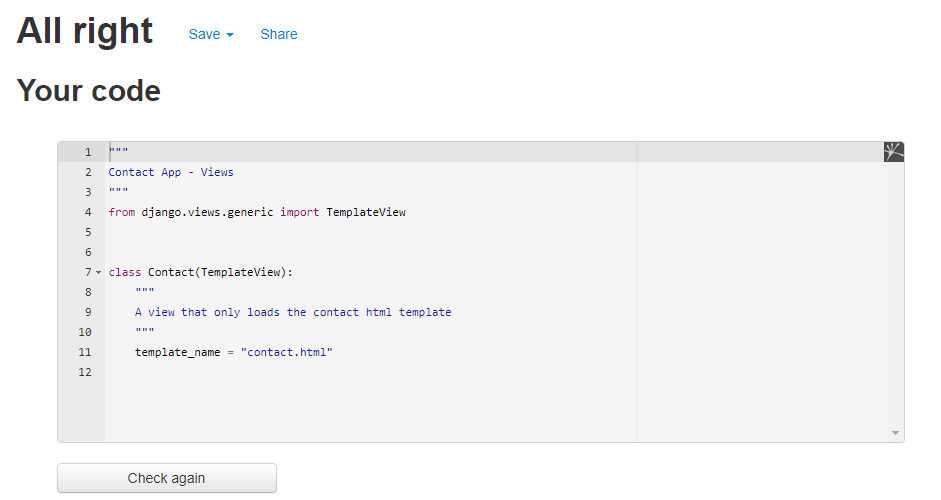 All right Save Share
Your code
1 """
2 Contact App - Views
3 """
4 from django.views.generic import TemplateView
5
6
7 class Contact(TemplateView):
8     """
9     A view that only loads the contact html template
10     """
11     template_name = "contact.html"
12
Check again